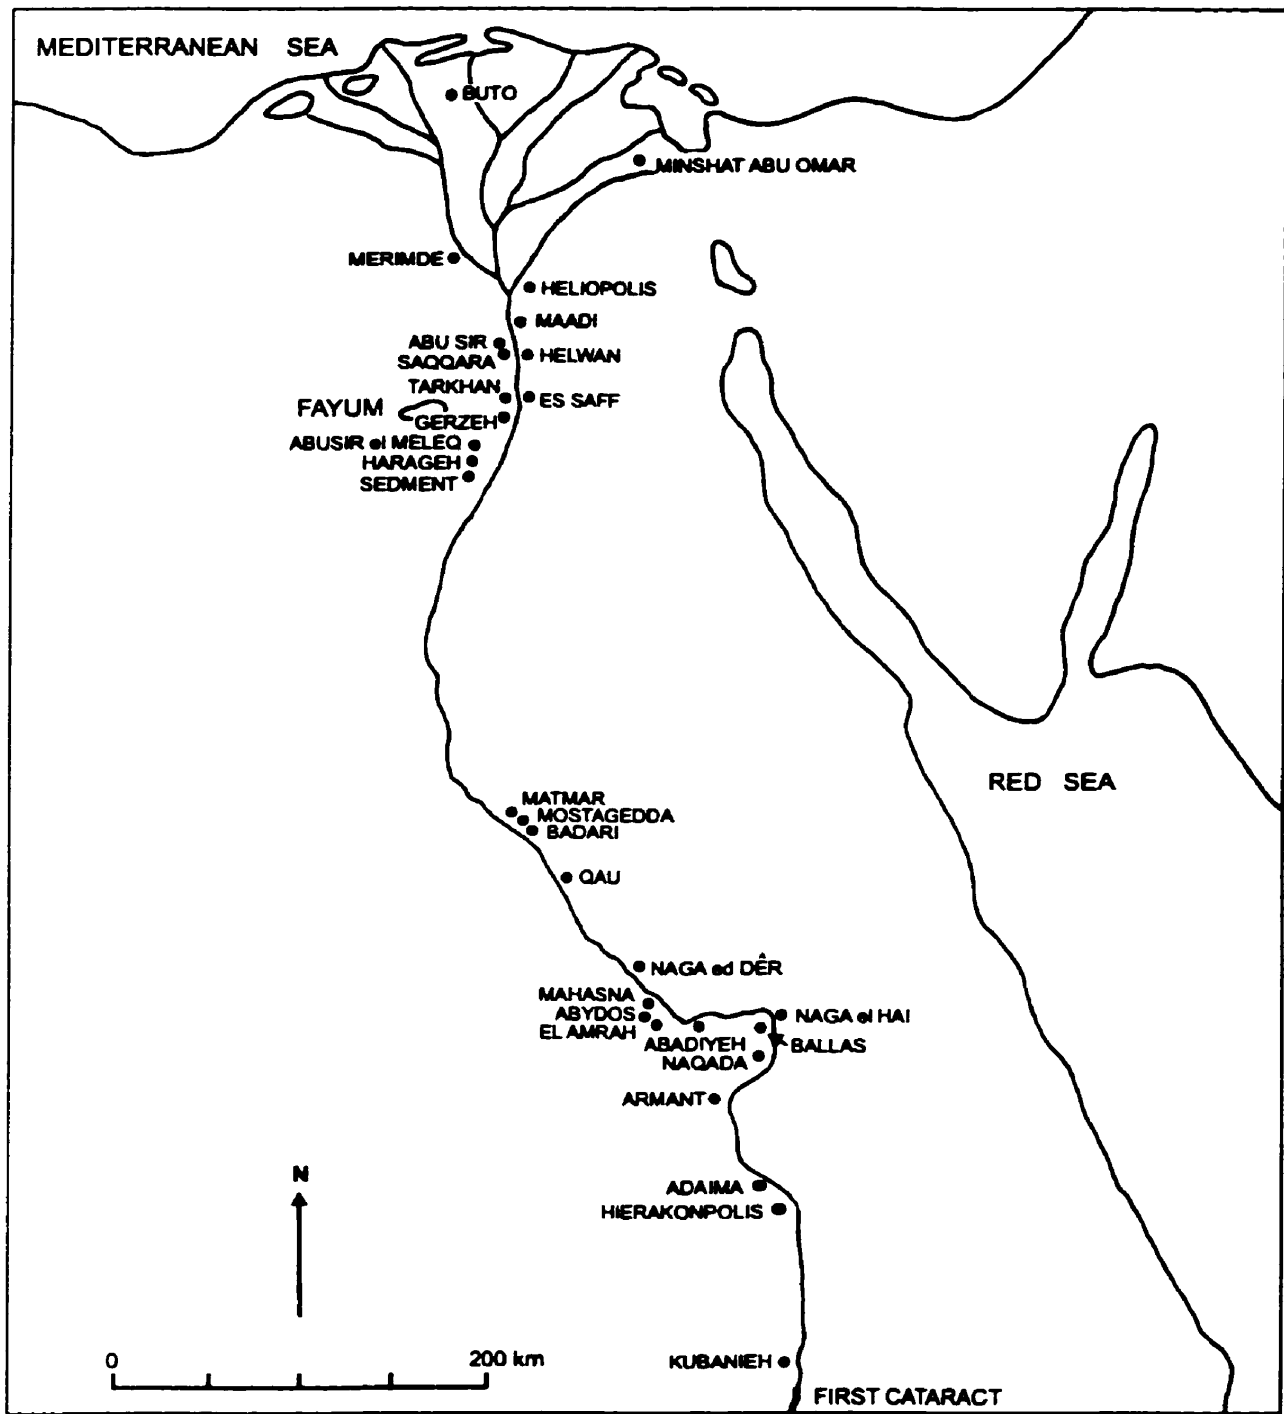 MEDITERRANEAN SEA
BUTO
MINSHAT ABU OMAR
MERIMDE
HELIOPOLIS
MAADI
ABU SIR
SAQQARA
HELWAN
TARKHAN
ES SAFF
FAYUM
GERZEH
ABUSIR el MELEQ
HARAGEH
SEDMENT
RED SEA
MATMAR
MOSTAGEDDA
BADARI
QAU
NAGA ed DÊR
MAHASNA
ABYDOS
EL AMRAH
NAGA el HAI
ABADIYEH
BALLAS
NAQADA
ARMANT
N
ADAIMA
HIERAKONPOLIS
0 200 km
KUBANIEH
FIRST CATARACT